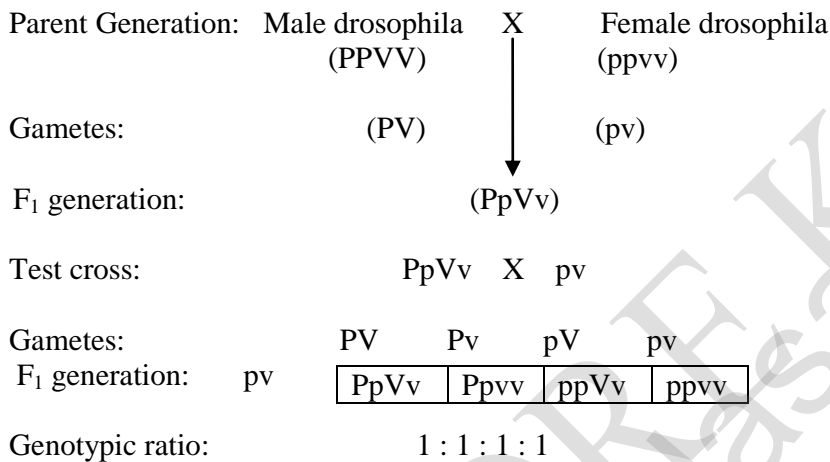 Parent Generation: Male drosophila X Female drosophila
(PPVV) (ppvv)
Gametes: (PV) (pv)
F₁ generation: (PpVv)
Test cross: PpVv X pv
Gametes: PV Pv pV pv
F₁ generation: pv PpVv Ppvv ppVv ppvv
Genotypic ratio: 1 : 1 : 1 : 1